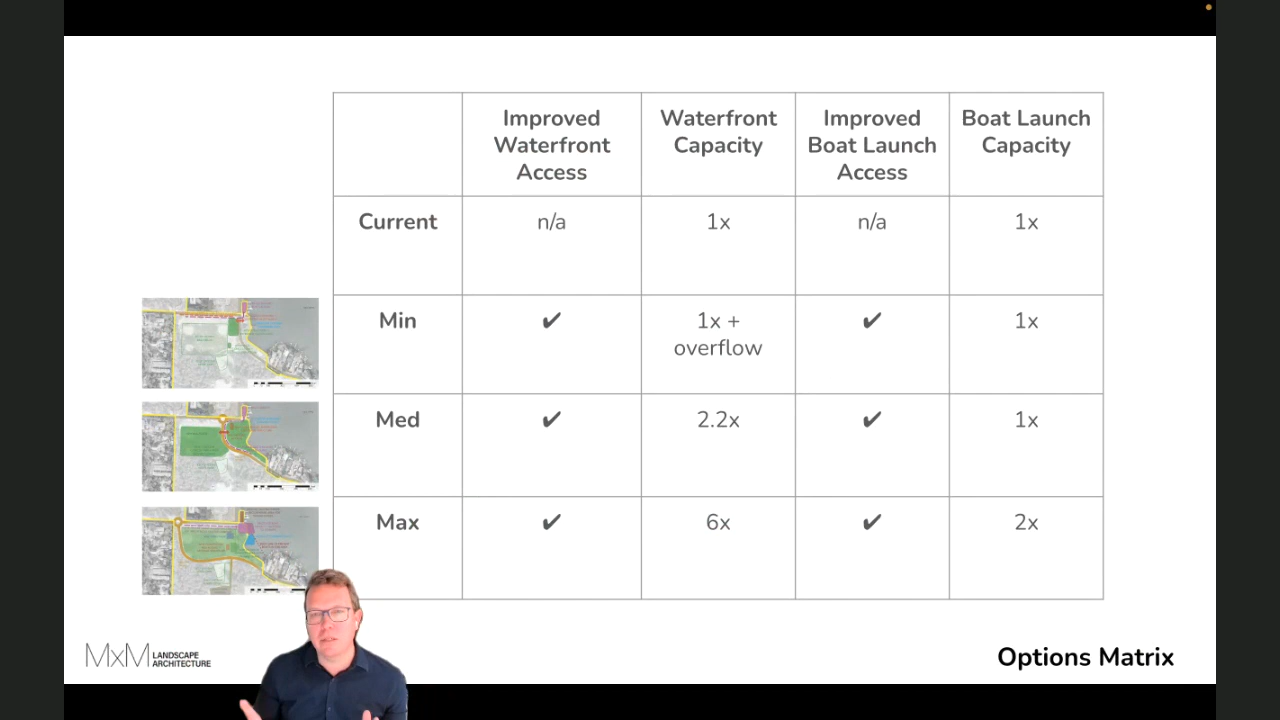 Improved
Waterfront
Access
Waterfront
Capacity
Improved
Boat Launch
Access
Boat Launch
Capacity
Current
n/a
1x
n/a
1x
Min
✔
1x +
overflow
✔
1x
Med
✔
2.2x
✔
1x
Max
✔
6x
✔
2x
MxM
LANDSCAPE
ARCHITECTURE
Options Matrix